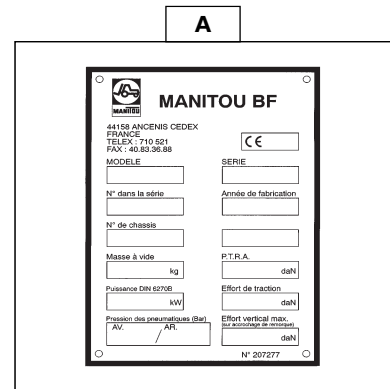 A
MANITOU
MANITOU BF
44158 ANCENIS CEDEX
FRANCE
TELEX : 710 521
FAX : 40.83.36.88
CE
MODELE
SERIE
N° dans la série
Année de fabrication
N° de chassis
Masse à vide
kg
P.T.R.A.
daN
Puissance DIN 6270B
kW
Effort de traction
daN
Pression des pneumatiques (Bar)
AV. / AR.
Effort vertical max.
(sur accrochage de remorque)
daN
N° 207277